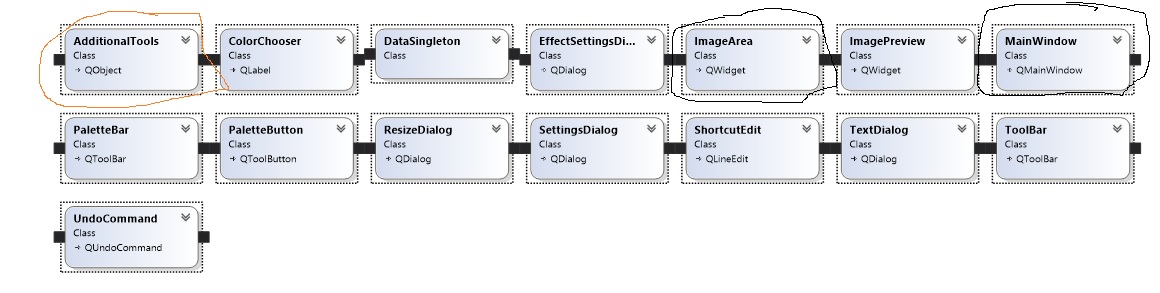 AdditionalTools
Class
QObject
ColorChooser
Class
QLabel
DataSingleton
Class
EffectSettingsDi...
Class
QDialog
ImageArea
Class
QWidget
ImagePreview
Class
QWidget
MainWindow
Class
QMainWindow
PaletteBar
Class
QToolBar
PaletteButton
Class
QToolButton
ResizeDialog
Class
QDialog
SettingsDialog
Class
QDialog
ShortcutEdit
Class
QLineEdit
TextDialog
Class
QDialog
ToolBar
Class
QToolBar
UndoCommand
Class
QUndoCommand